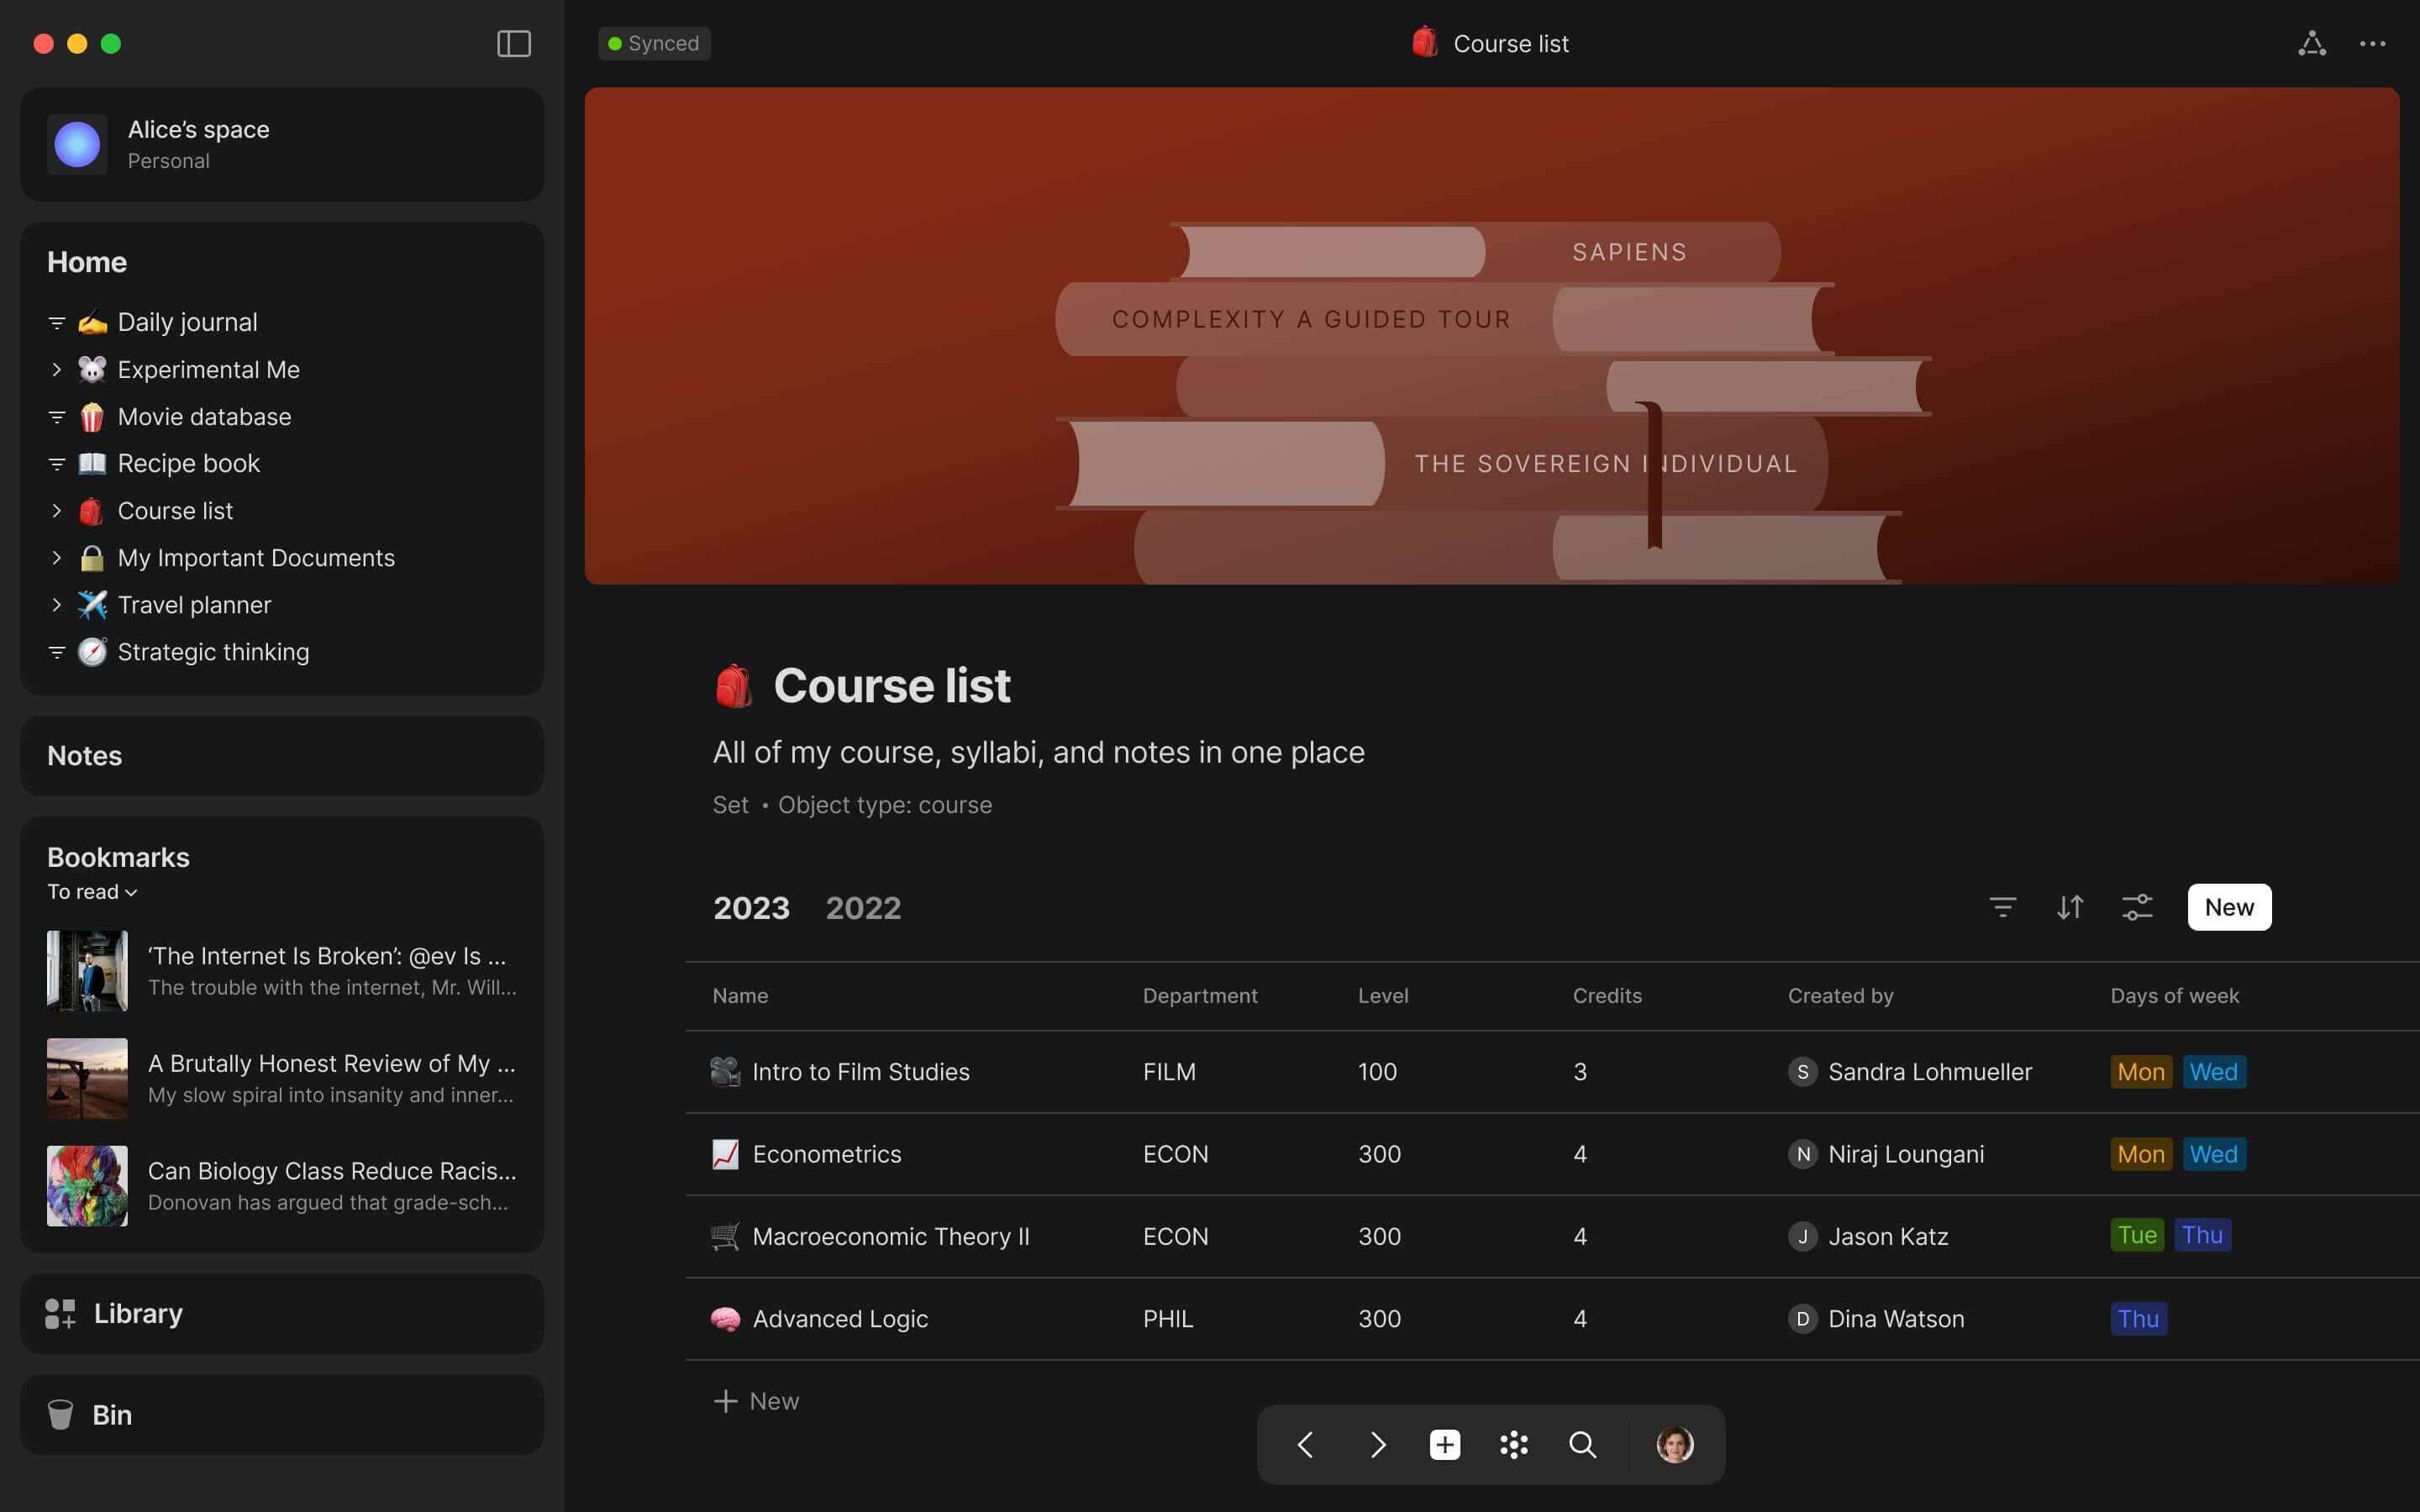 Alice’s space
Personal
Home
Daily journal
Experimental Me
Movie database
Recipe book
Course list
My Important Documents
Travel planner
Strategic thinking
Notes
Bookmarks
To read
‘The Internet Is Broken’: @ev Is ...
The trouble with the internet, Mr. Will...
A Brutally Honest Review of My ...
My slow spiral into insanity and inner...
Can Biology Class Reduce Racis...
Donovan has argued that grade-sch...
Library
Bin
Synced
Course list
SAPIENS
COMPLEXITY A GUIDED TOUR
THE SOVEREIGN INDIVIDUAL
Course list
All of my course, syllabi, and notes in one place
Set • Object type: course
2023 2022 New
Name Department Level Credits Created by Days of week
Intro to Film Studies FILM 100 3 S Sandra Lohmueller Mon Wed
Econometrics ECON 300 4 N Niraj Loungani Mon Wed
Macroeconomic Theory II ECON 300 4 J Jason Katz Tue Thu
Advanced Logic PHIL 300 4 D Dina Watson Thu
New